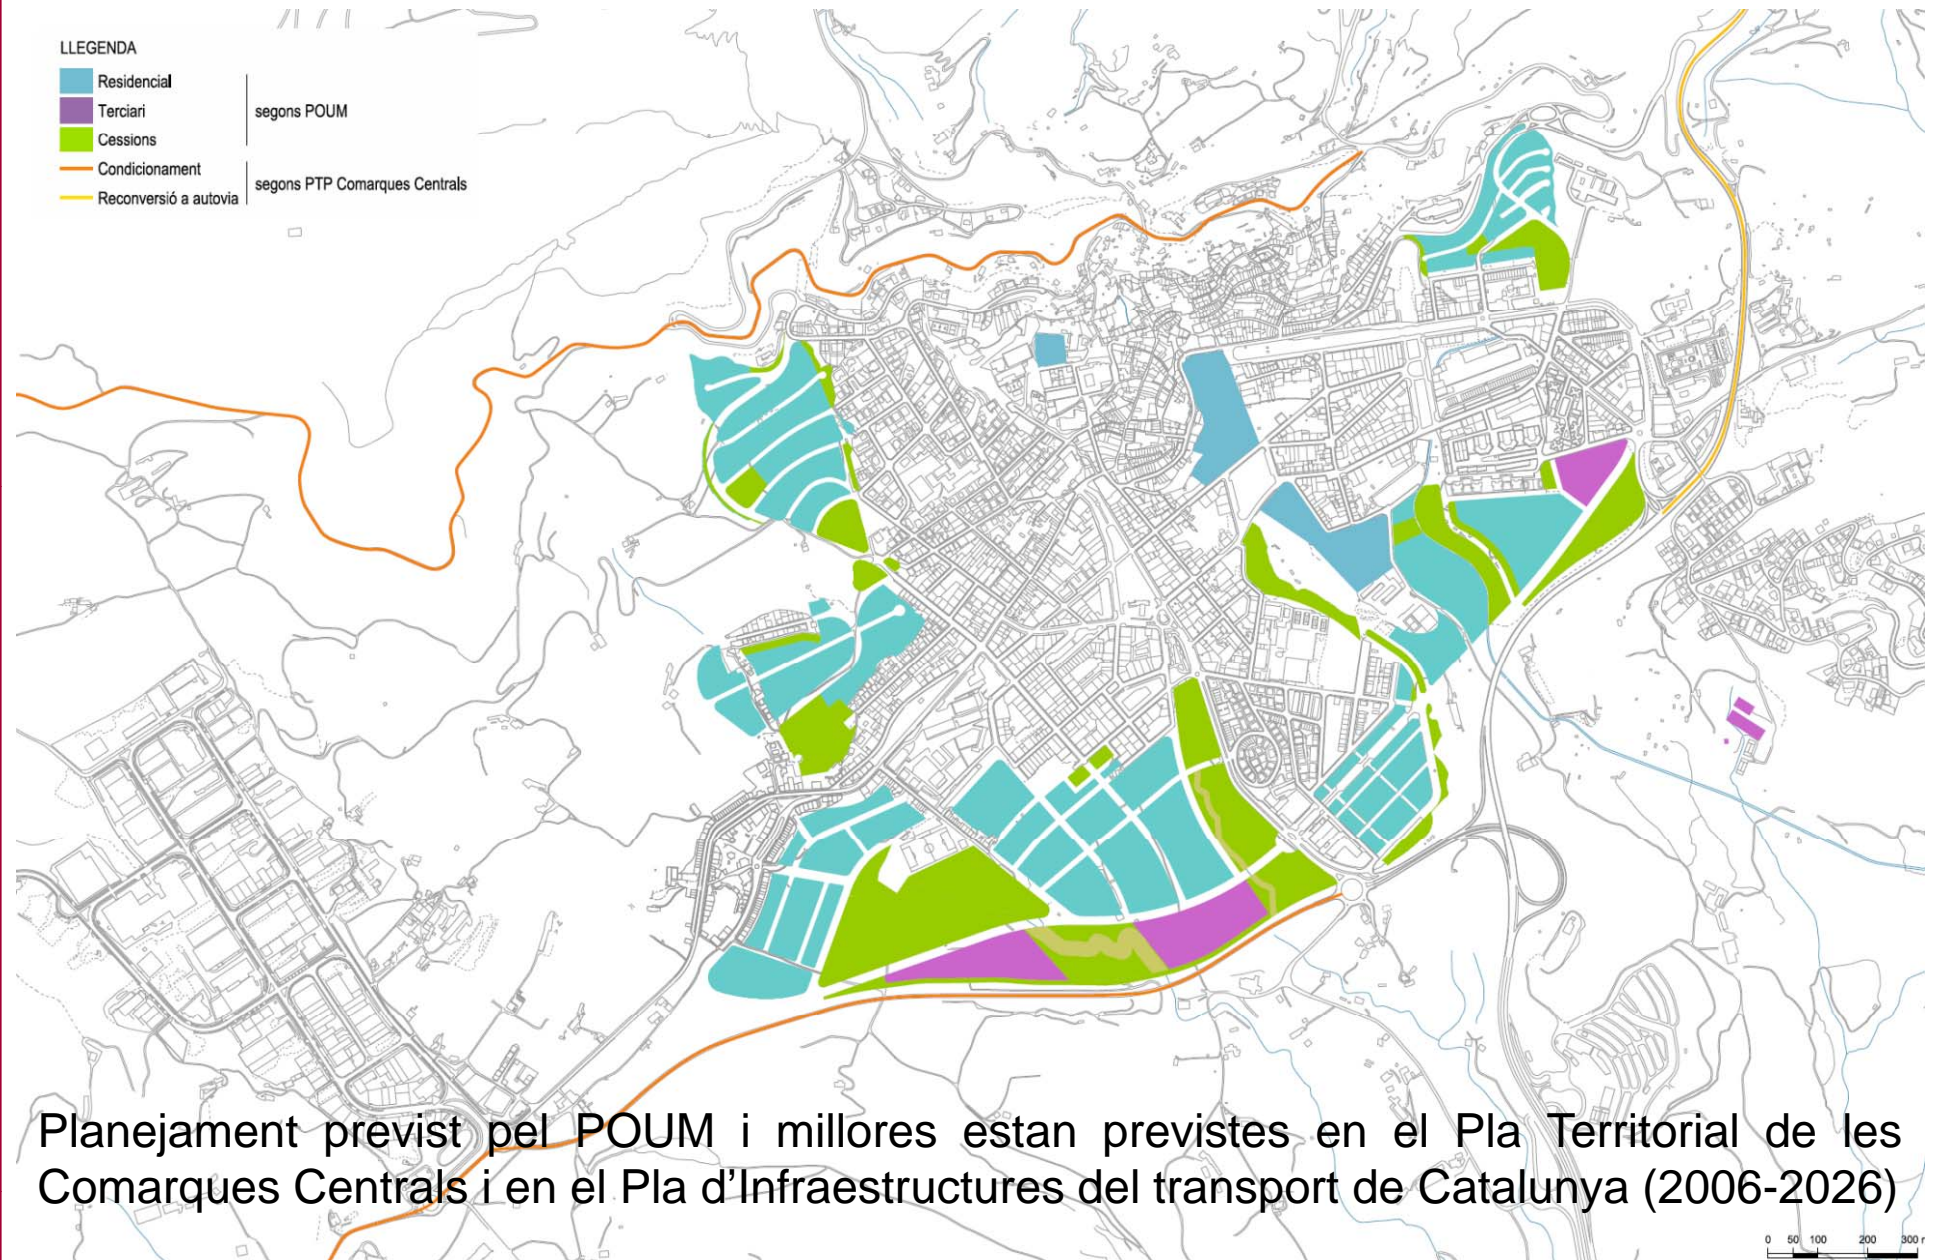 LLEGENDA
Residencial
Terciari
segons POUM
Cessions
Condicionament
segons PTP Comarques Centrals
Reconversió a autovia
Planejament previst pel POUM i millores estan previstes en el Pla Territorial de les
Comarques Centrals i en el Pla d'Infraestructures del transport de Catalunya (2006-2026)
0 50 100 200 300